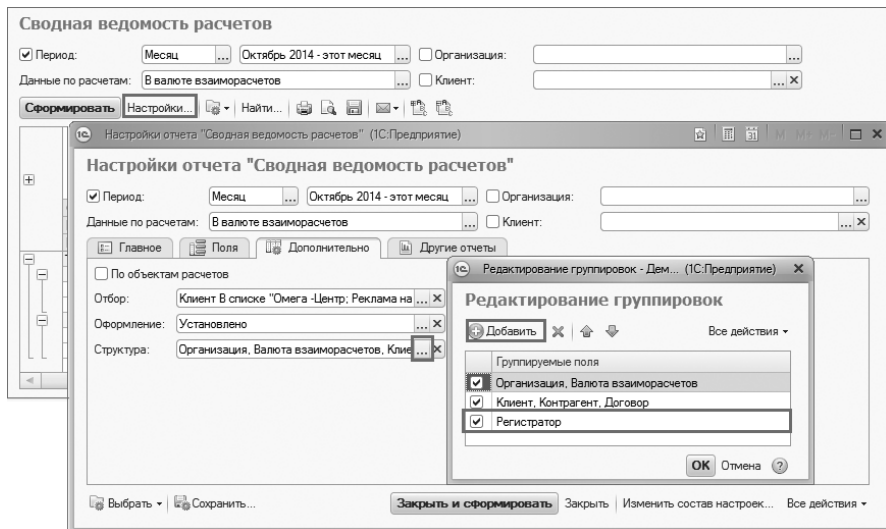 Сводная ведомость расчетов
Период: Месяц ... Октябрь 2014 - этот месяц ... Организация: ...
Данные по расчетам: В валюте взаиморасчетов ... Клиент: ... ×
Сформировать Настройки... Найти...
Настройки отчета "Сводная ведомость расчетов" (1С:Предприятие) M M+ M-
Настройки отчета "Сводная ведомость расчетов"
Период: Месяц ... Октябрь 2014 - этот месяц ... Организация: ...
Данные по расчетам: В валюте взаиморасчетов ... Клиент: ... ×
Главное Поля Дополнительно Другие отчеты
По объектам расчетов
Отбор: Клиент В списке "Омега -Центр; Реклама на ... ×
Оформление: Установлено ... ×
Структура: Организация, Валюта взаиморасчетов, Клие ... ×
Редактирование группировок - Дем... (1С:Предприятие) ×
Редактирование группировок
Добавить Все действия
Группируемые поля
Организация, Валюта взаиморасчетов
Клиент, Контрагент, Договор
Регистратор
ОК Отмена ?
Выбрать Сохранить... Закрыть и сформировать Закрыть Изменить состав настроек... Все действия